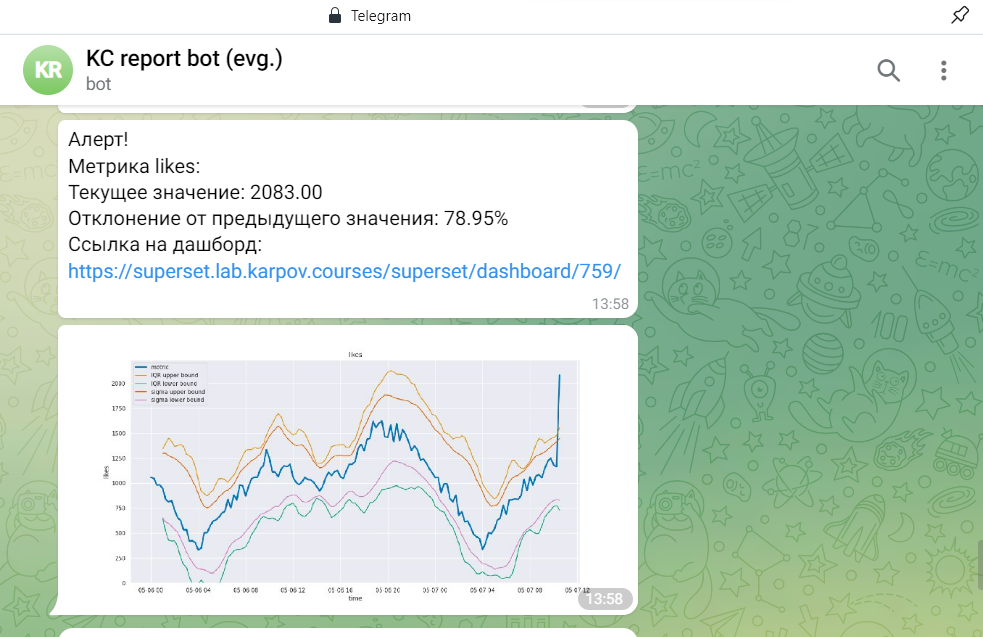 Telegram
KR
KC report bot (evg.)
bot
Алерт!
Метрика likes:
Текущее значение: 2083.00
Отклонение от предыдущего значения: 78.95%
Ссылка на дашборд:
https://superset.lab.karpov.courses/superset/dashboard/759/
13:58
likes
metric
IQR upper bound
IQR lower bound
sigma upper bound
sigma lower bound
2000
1750
1500
1250
1000
750
500
250
0
likes
05-06 00 05-06 04 05-06 08 05-06 12 05-06 16 05-06 20 05-07 00 05-07 04 05-07 08 05-07 12
time
13:58